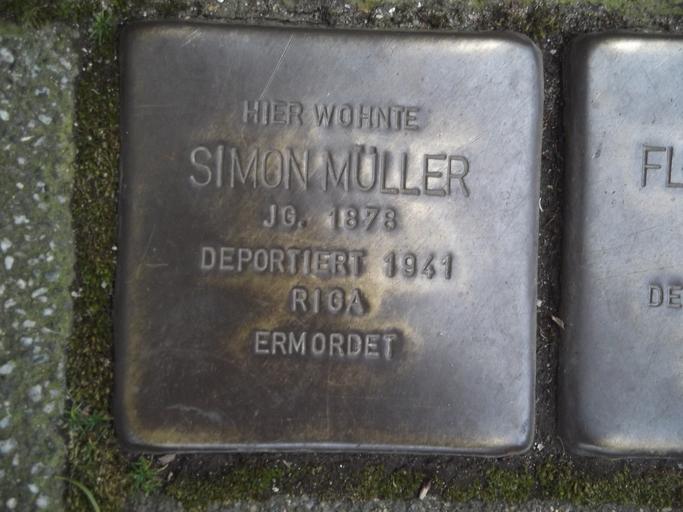 HIER WOHNTE
SIMON MÜLLER
JG. 1878
DEPORTIERT 1941
RIGA
ERMORDET